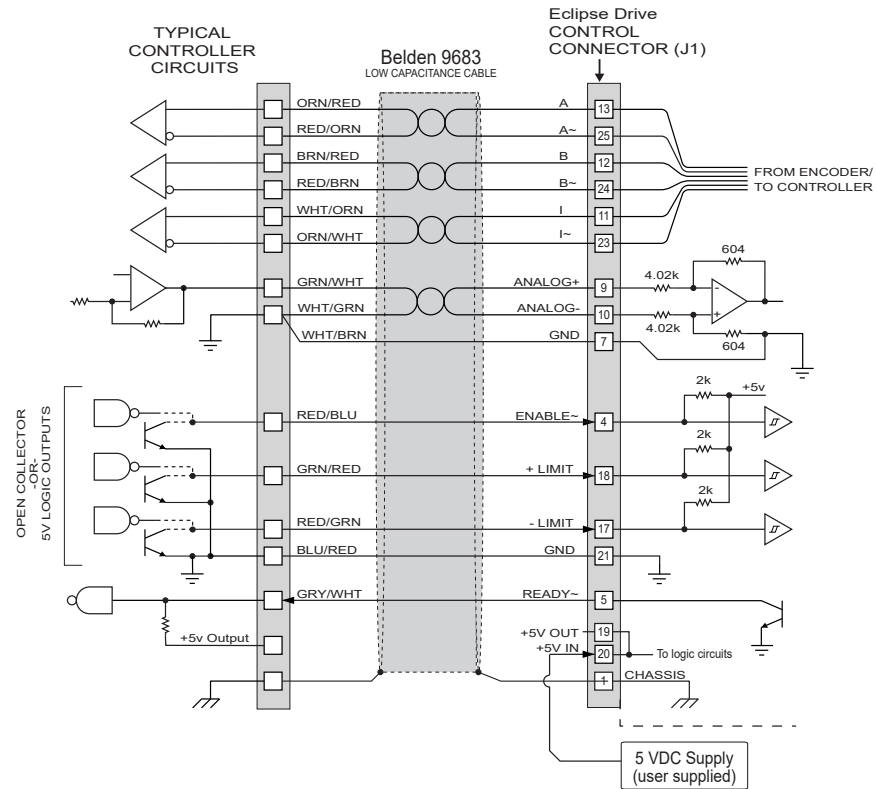 TYPICAL
CONTROLLER
CIRCUITS
Belden 9683
LOW CAPACITANCE CABLE
Eclipse Drive
CONTROL
CONNECTOR (J1)
ORN/RED
A
13
RED/ORN
A~
25
BRN/RED
B
12
RED/BRN
B~
24
WHT/ORN
I
11
ORN/WHT
I~
23
FROM ENCODER/
TO CONTROLLER
GRN/WHT
ANALOG+
9
4.02k
604
-
WHT/GRN
ANALOG-
10
4.02k
604
+
WHT/BRN
GND
7
OPEN COLLECTOR
-OR-
5V LOGIC OUTPUTS
RED/BLU
ENABLE~
4
2k
+5v
GRN/RED
+ LIMIT
18
2k
RED/GRN
- LIMIT
17
2k
BLU/RED
GND
21
GRY/WHT
READY~
5
+5v Output
+5V OUT
19
+5V IN
20
To logic circuits
1
CHASSIS
5 VDC Supply
(user supplied)